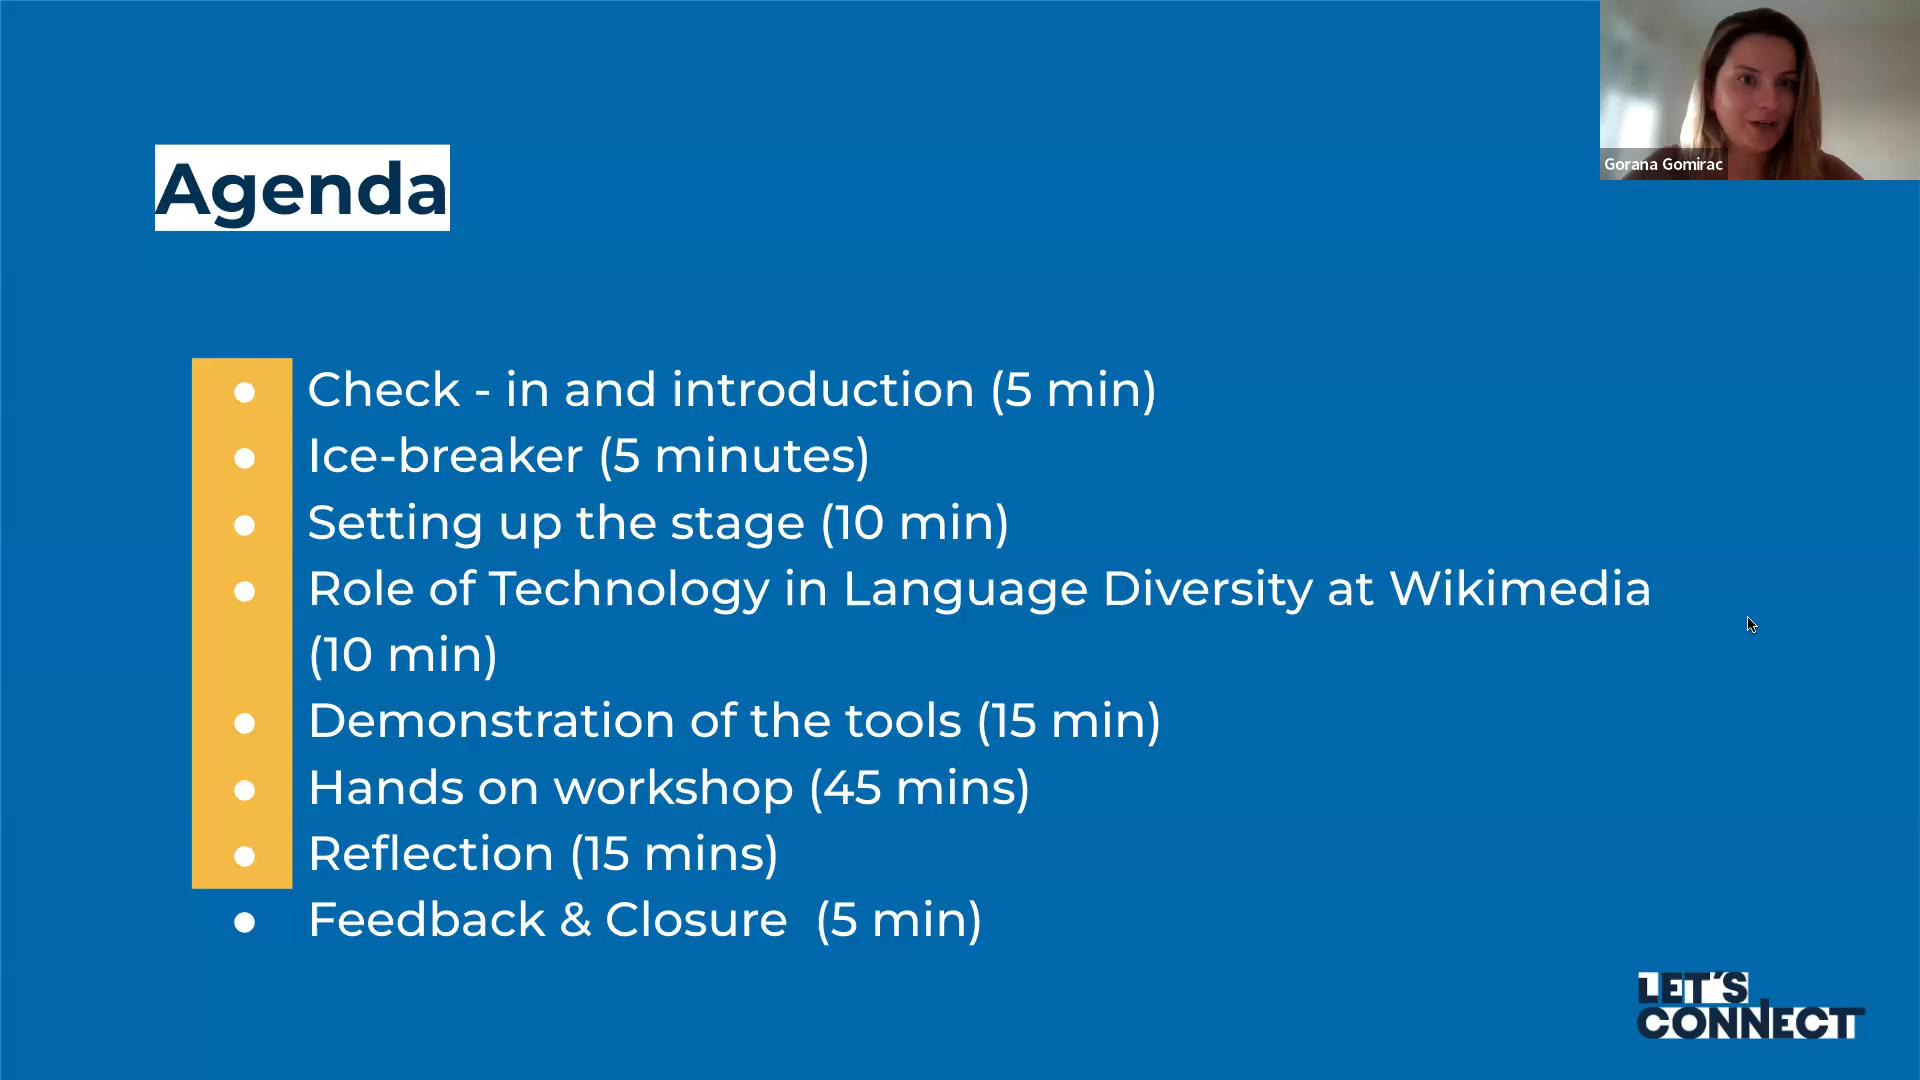 Gorana Gomirac
Agenda
● Check - in and introduction (5 min)
● Ice-breaker (5 minutes)
● Setting up the stage (10 min)
● Role of Technology in Language Diversity at Wikimedia
(10 min)
● Demonstration of the tools (15 min)
● Hands on workshop (45 mins)
● Reflection (15 mins)
● Feedback & Closure  (5 min)
LET'S
CONNECT